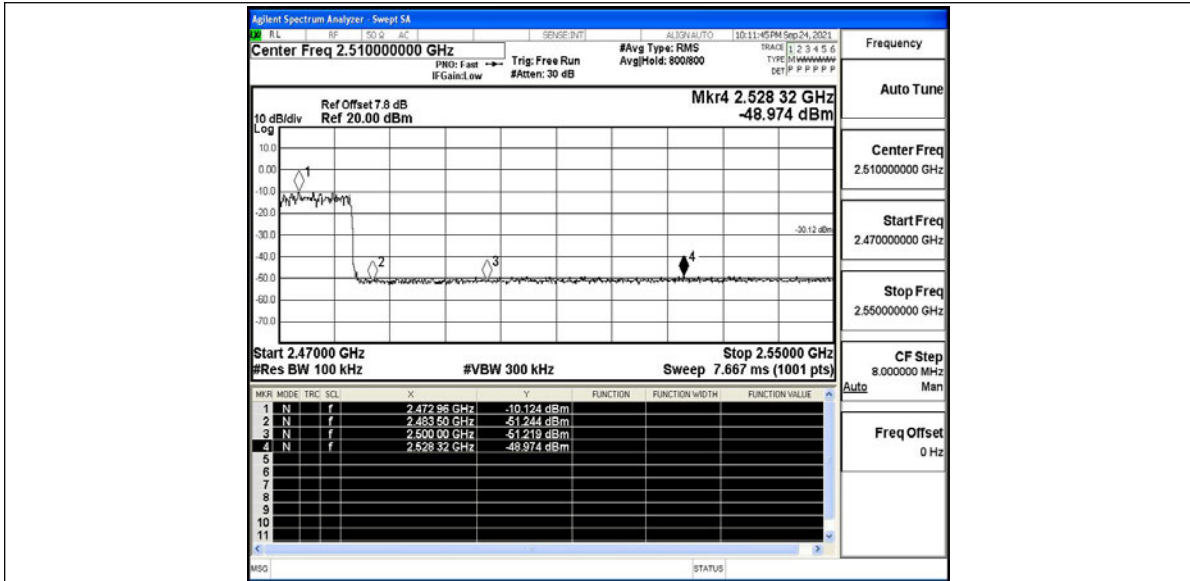 Agilent Spectrum Analyzer - Swept SA
RL RF 50 Ω AC SENSE:INT ALIGNAUTO 10:11:45 PM Sep 24, 2021
Center Freq 2.510000000 GHz
PNO: Fast
IFGain:Low
Trig: Free Run
#Atten: 30 dB
#Avg Type: RMS
Avg|Hold: 800/800
TRACE 1 2 3 4 5 6
TYPE MWWWWW
DET P P P P P P
Frequency
Auto Tune
Center Freq
2.510000000 GHz
Start Freq
2.470000000 GHz
Stop Freq
2.550000000 GHz
CF Step
8.000000 MHz
Auto Man
Freq Offset
0 Hz
Ref Offset 7.8 dB
10 dB/div Ref 20.00 dBm
Log
Mkr4 2.528 32 GHz
-48.974 dBm
10.0
0.00
-10.0
-20.0
-30.0
-40.0
-50.0
-60.0
-70.0
1
2
3
4
-30.12 dBm
Start 2.47000 GHz Stop 2.55000 GHz
#Res BW 100 kHz #VBW 300 kHz Sweep 7.667 ms (1001 pts)
MKR MODE TRC SCL X Y FUNCTION FUNCTION WIDTH FUNCTION VALUE
1 N f 2.472 96 GHz -10.124 dBm
2 N f 2.483 50 GHz -51.244 dBm
3 N f 2.500 00 GHz -51.219 dBm
4 N f 2.528 32 GHz -48.974 dBm
5
6
7
8
9
10
11
MSG STATUS